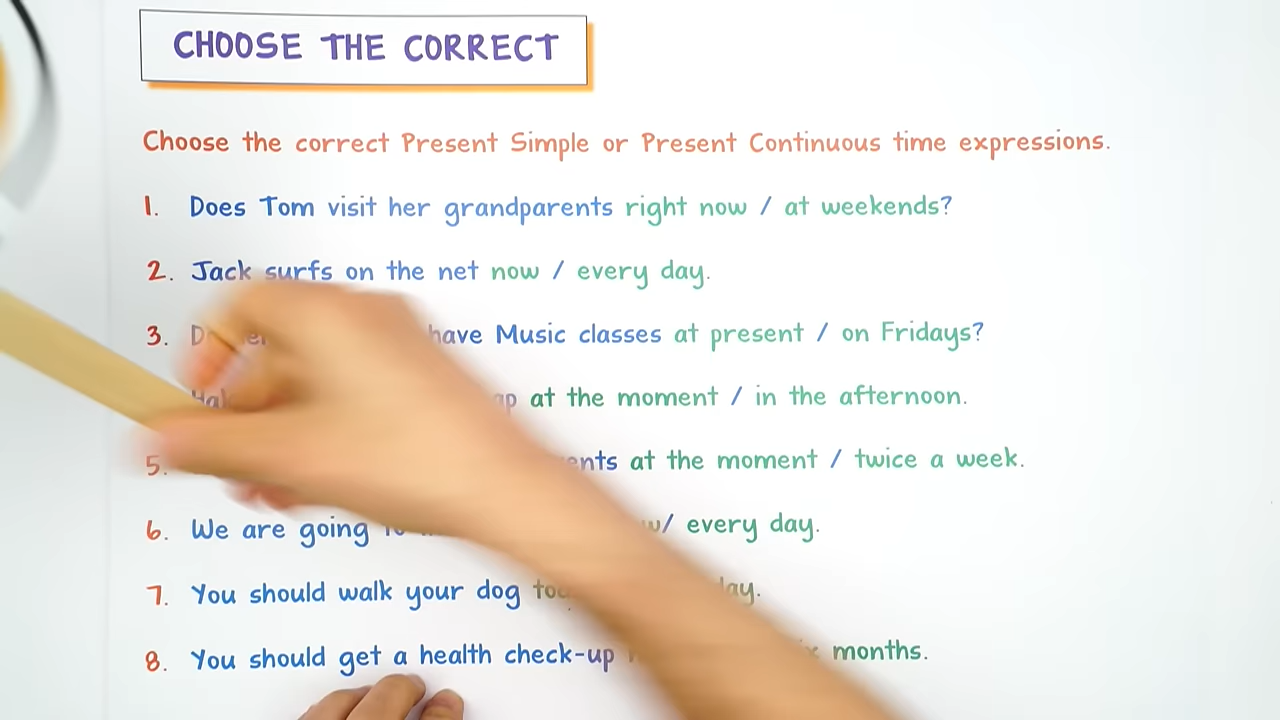 CHOOSE THE CORRECT
Choose the correct Present Simple or Present Continuous time expressions.
1. Does Tom visit her grandparents right now / at weekends?
2. Jack surfs on the net now / every day.
3. have Music classes at present / on Fridays?
at the moment / in the afternoon.
5. at the moment / twice a week.
6. We are going / every day.
7. You should walk your dog
8. You should get a health check-up months.